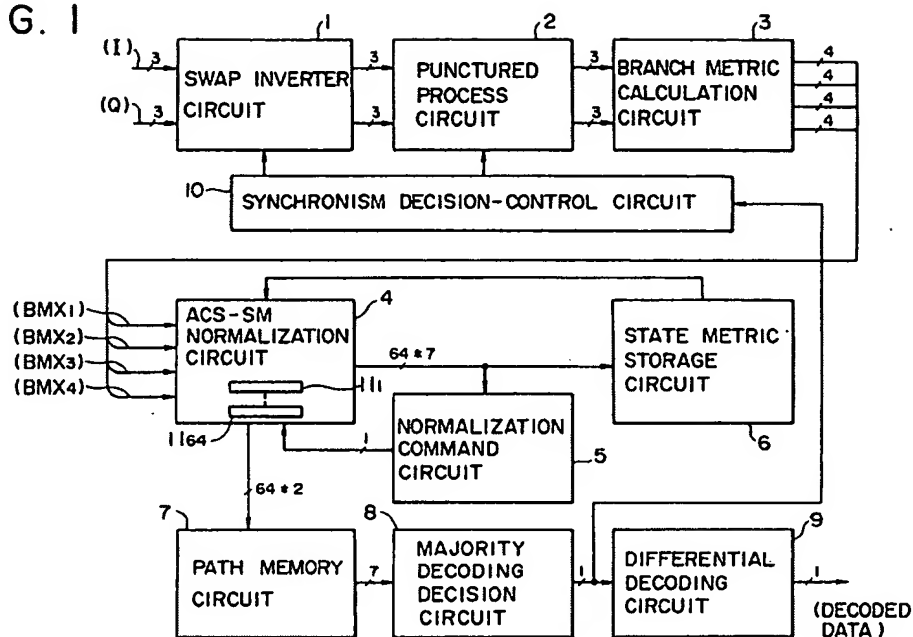 G. 1
1
2
3
(I)
3
SWAP INVERTER
CIRCUIT
3
PUNCTURED
PROCESS
CIRCUIT
3
BRANCH METRIC
CALCULATION
CIRCUIT
4
4
4
4
(Q)
3
3
3
10
SYNCHRONISM DECISION-CONTROL CIRCUIT
(BMX1)
(BMX2)
(BMX3)
(BMX4)
4
ACS-SM
NORMALIZATION
CIRCUIT
111
1164
64*7
STATE METRIC
STORAGE
CIRCUIT
6
1
NORMALIZATION
COMMAND
CIRCUIT
5
64*2
7
PATH MEMORY
CIRCUIT
7
8
MAJORITY
DECODING
DECISION
CIRCUIT
1
9
DIFFERENTIAL
DECODING
CIRCUIT
1
(DECODED
DATA)